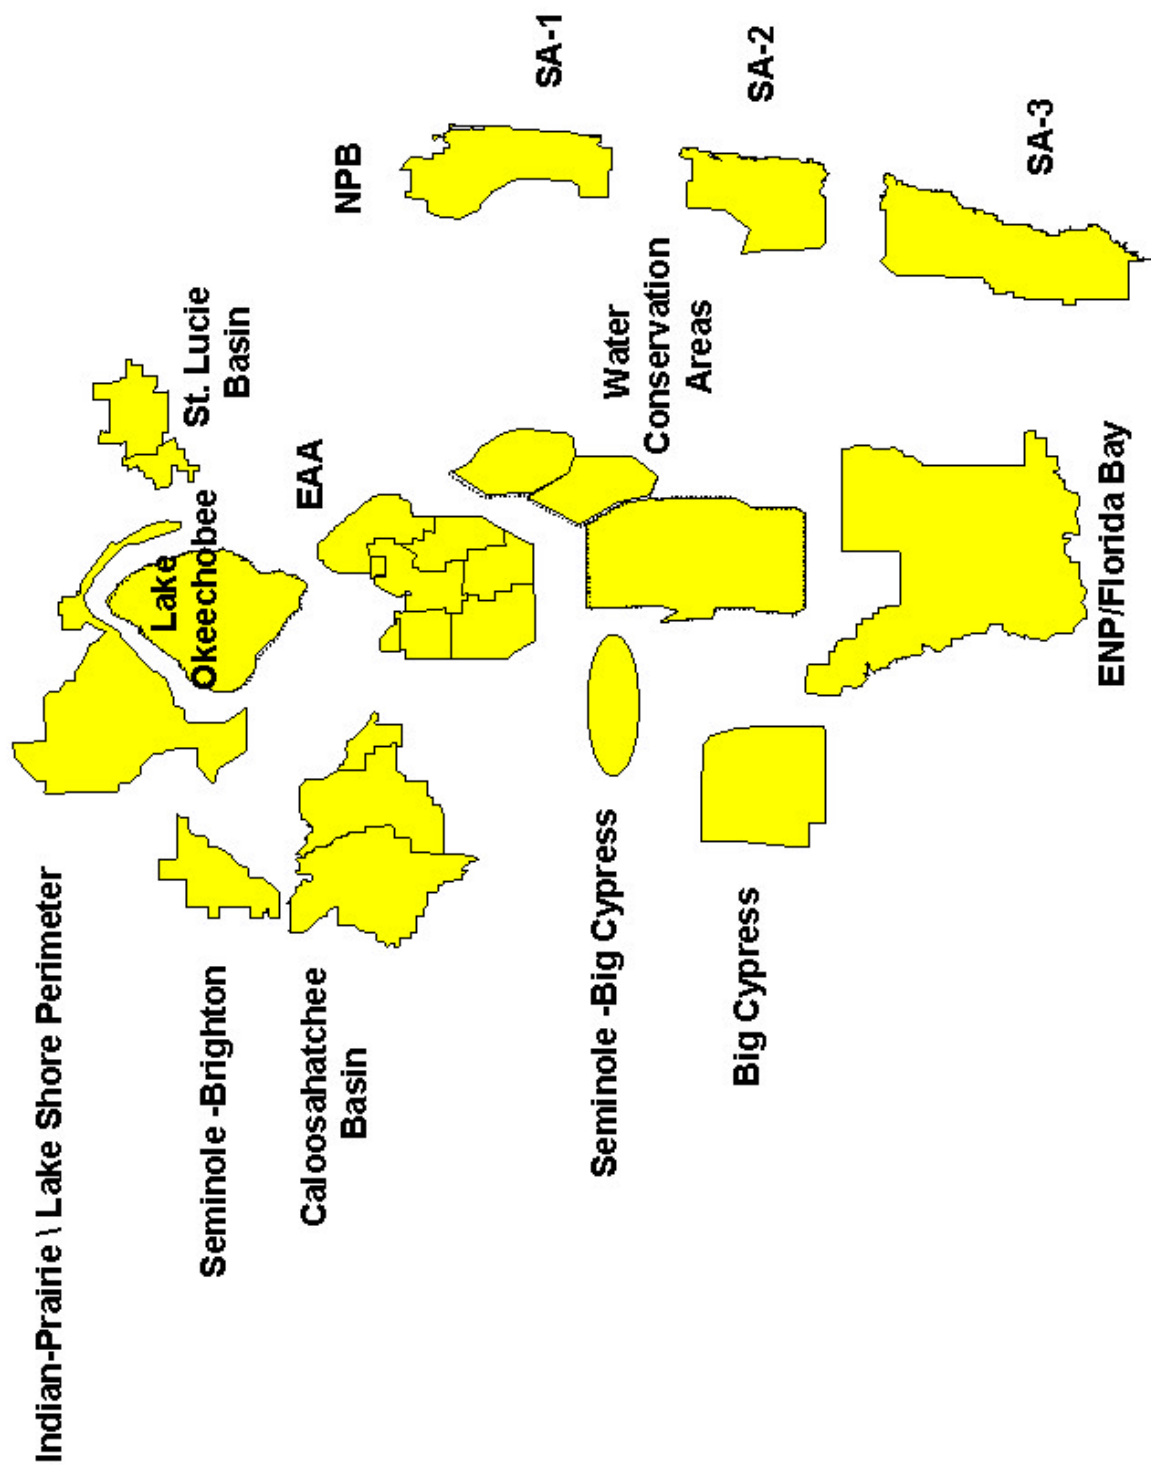 Indian-Prairie \ Lake Shore Perimeter
Seminole -Brighton
Caloosahatchee
Basin
Seminole -Big Cypress
Big Cypress
Lake
Okeechobee
St. Lucie
Basin
EAA
Water
Conservation
Areas
ENP/Florida Bay
NPB
SA-1
SA-2
SA-3